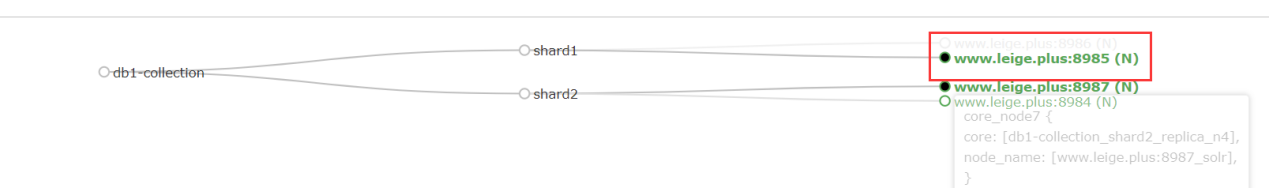 www.leige.plus:8986 (N)
shard1
www.leige.plus:8985 (N)
db1-collection
www.leige.plus:8987 (N)
shard2
www.leige.plus:8984 (N)
core_node7 {
core: [db1-collection_shard2_replica_n4],
node_name: [www.leige.plus:8987_solr],
}